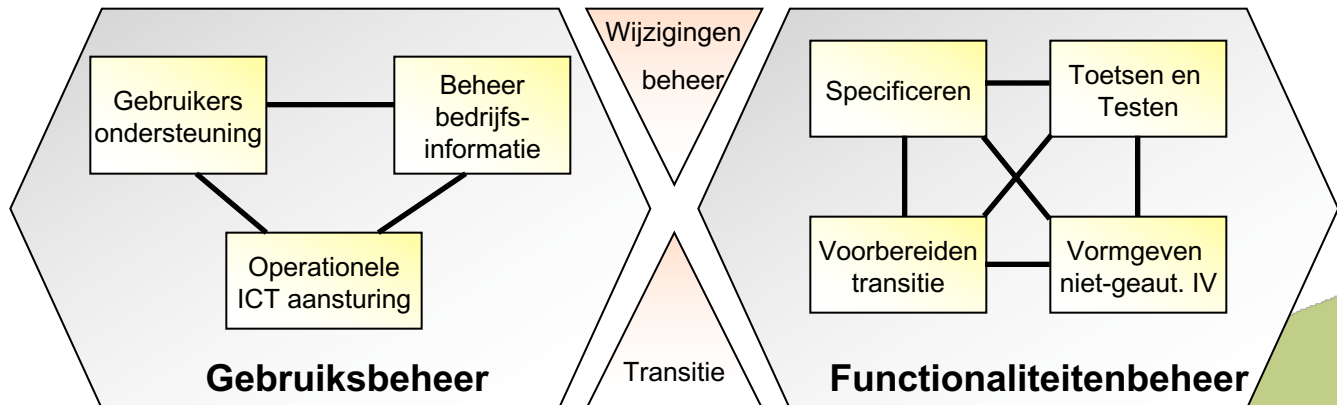 Gebruikers
ondersteuning
Beheer
bedrijfs-
informatie
Operationele
ICT aansturing
Gebruiksbeheer
Wijzigingen
beheer
Transitie
Specificeren
Toetsen en
Testen
Voorbereiden
transitie
Vormgeven
niet-geaut. IV
Functionaliteitenbeheer